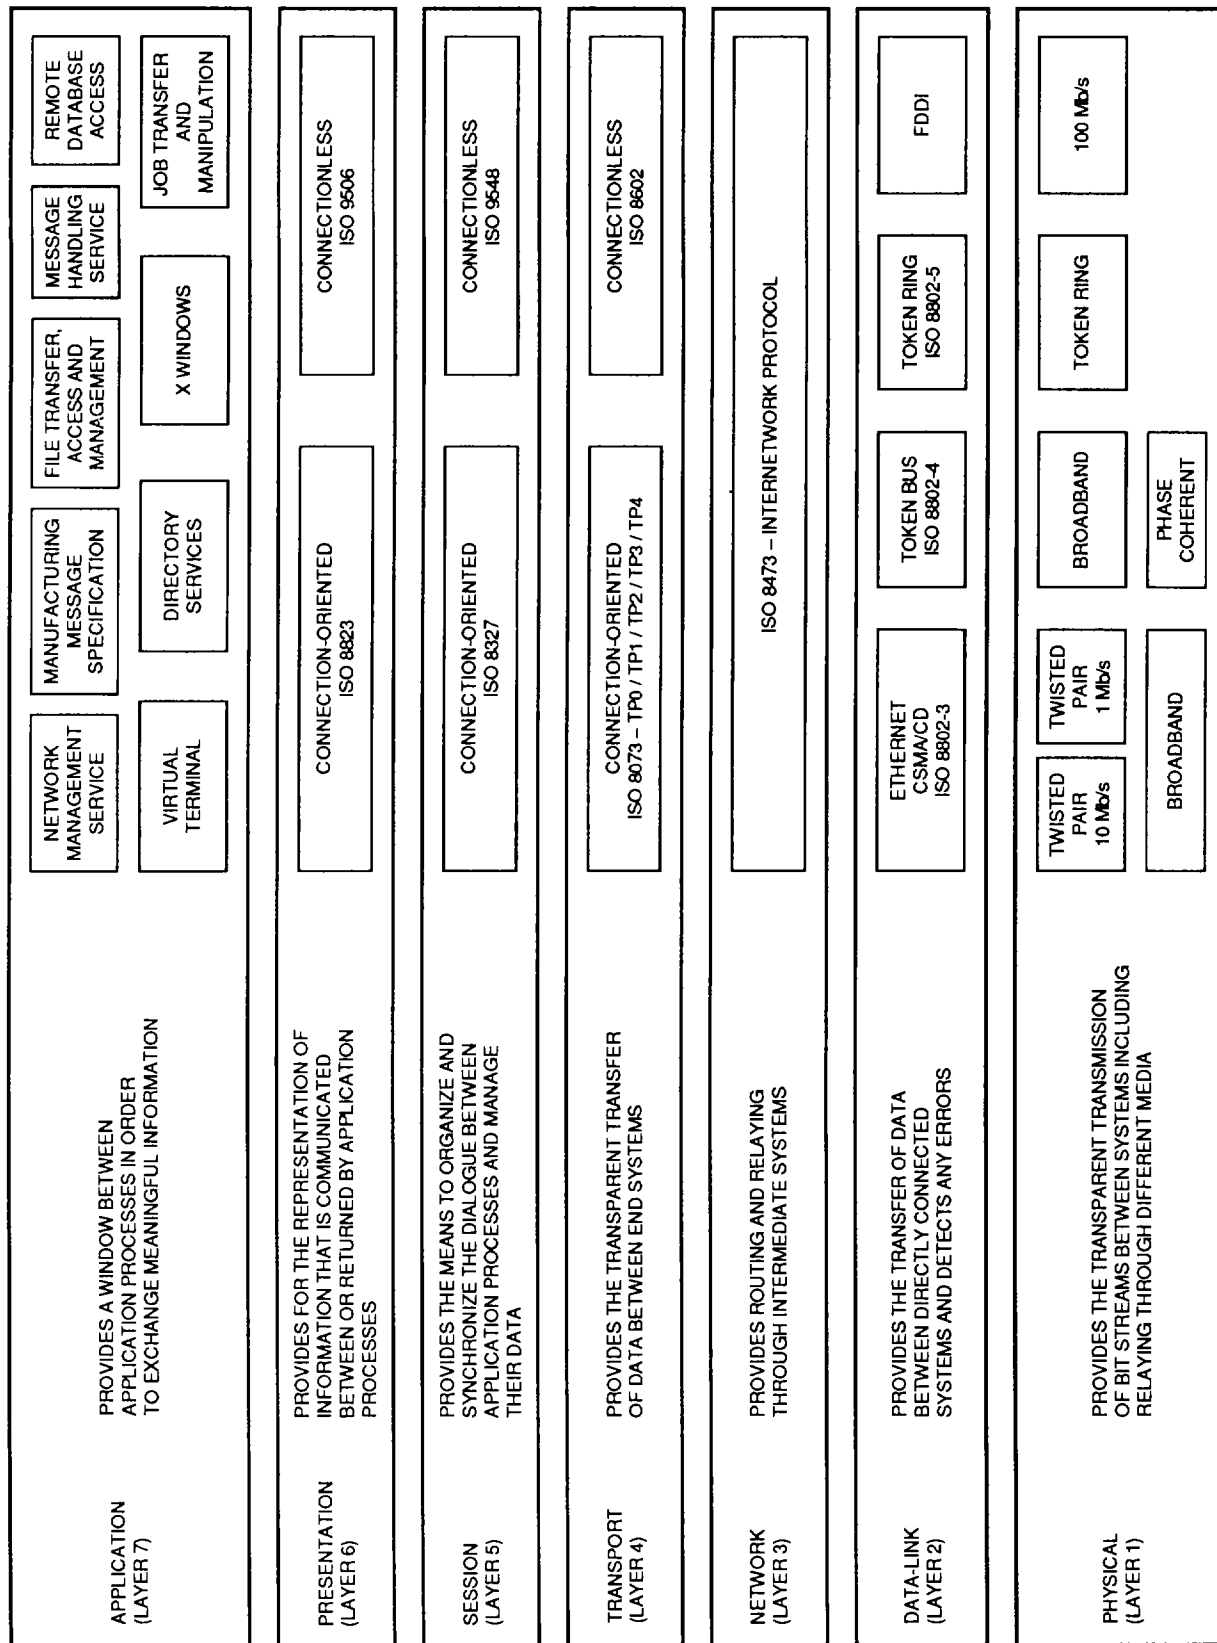 APPLICATION
(LAYER 7)
PROVIDES A WINDOW BETWEEN
APPLICATION PROCESSES IN ORDER
TO EXCHANGE MEANINGFUL INFORMATION
NETWORK
MANAGEMENT
SERVICE
MANUFACTURING
MESSAGE
SPECIFICATION
FILE TRANSFER,
ACCESS AND
MANAGEMENT
MESSAGE
HANDLING
SERVICE
REMOTE
DATABASE
ACCESS
VIRTUAL
TERMINAL
DIRECTORY
SERVICES
X WINDOWS
JOB TRANSFER
AND
MANIPULATION
PRESENTATION
(LAYER 6)
PROVIDES FOR THE REPRESENTATION OF
INFORMATION THAT IS COMMUNICATED
BETWEEN OR RETURNED BY APPLICATION
PROCESSES
CONNECTION-ORIENTED
ISO 8823
CONNECTIONLESS
ISO 9506
SESSION
(LAYER 5)
PROVIDES THE MEANS TO ORGANIZE AND
SYNCHRONIZE THE DIALOGUE BETWEEN
APPLICATION PROCESSES AND MANAGE
THEIR DATA
CONNECTION-ORIENTED
ISO 8327
CONNECTIONLESS
ISO 9548
TRANSPORT
(LAYER 4)
PROVIDES THE TRANSPARENT TRANSFER
OF DATA BETWEEN END SYSTEMS
CONNECTION-ORIENTED
ISO 8073 – TP0 / TP1 / TP2 / TP3 / TP4
CONNECTIONLESS
ISO 8602
NETWORK
(LAYER 3)
PROVIDES ROUTING AND RELAYING
THROUGH INTERMEDIATE SYSTEMS
ISO 8473 – INTERNETWORK PROTOCOL
DATA-LINK
(LAYER 2)
PROVIDES THE TRANSFER OF DATA
BETWEEN DIRECTLY CONNECTED
SYSTEMS AND DETECTS ANY ERRORS
ETHERNET
CSMA/CD
ISO 8802-3
TOKEN BUS
ISO 8802-4
TOKEN RING
ISO 8802-5
FDDI
PHYSICAL
(LAYER 1)
PROVIDES THE TRANSPARENT TRANSMISSION
OF BIT STREAMS BETWEEN SYSTEMS INCLUDING
RELAYING THROUGH DIFFERENT MEDIA
TWISTED
PAIR
10 Mb/s
TWISTED
PAIR
1 Mb/s
BROADBAND
TOKEN RING
100 Mb/s
BROADBAND
PHASE
COHERENT